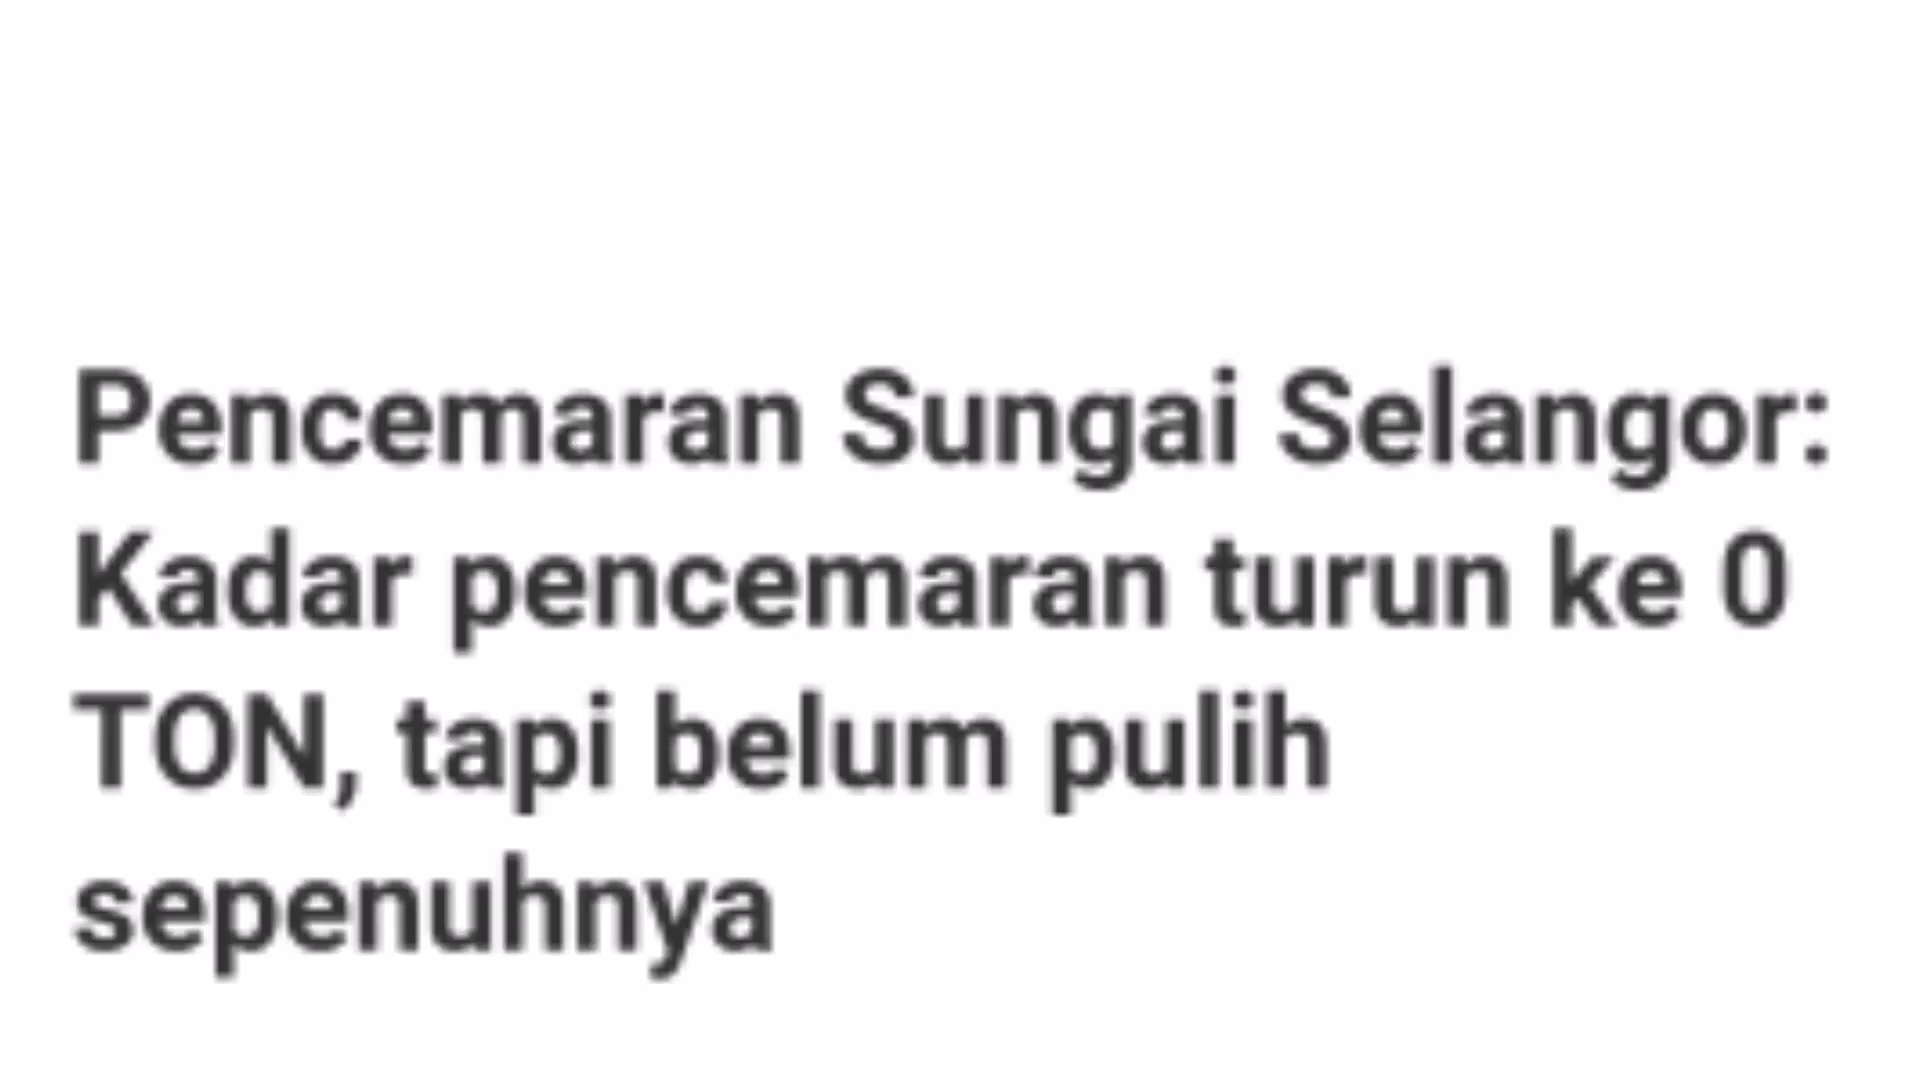 Pencemaran Sungai Selangor:
Kadar pencemaran turun ke 0
TON, tapi belum pulih
sepenuhnya